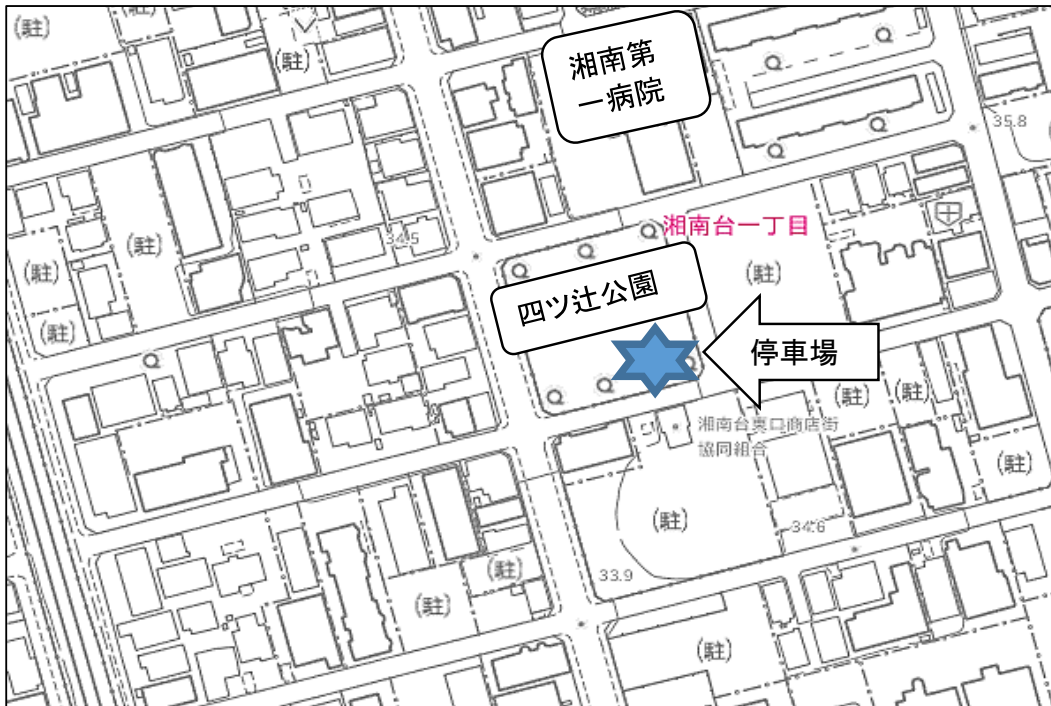 (駐)
(駐)
湘南第
一病院
35.8
湘南台一丁目
34.5
(駐)
(駐)
(駐)
(駐)
四ツ辻公園
停車場
(駐)
(駐)
湘南台東口商店街
協同組合
(駐)
(駐)
34.6
33.9
(駐)
(駐)
(駐)